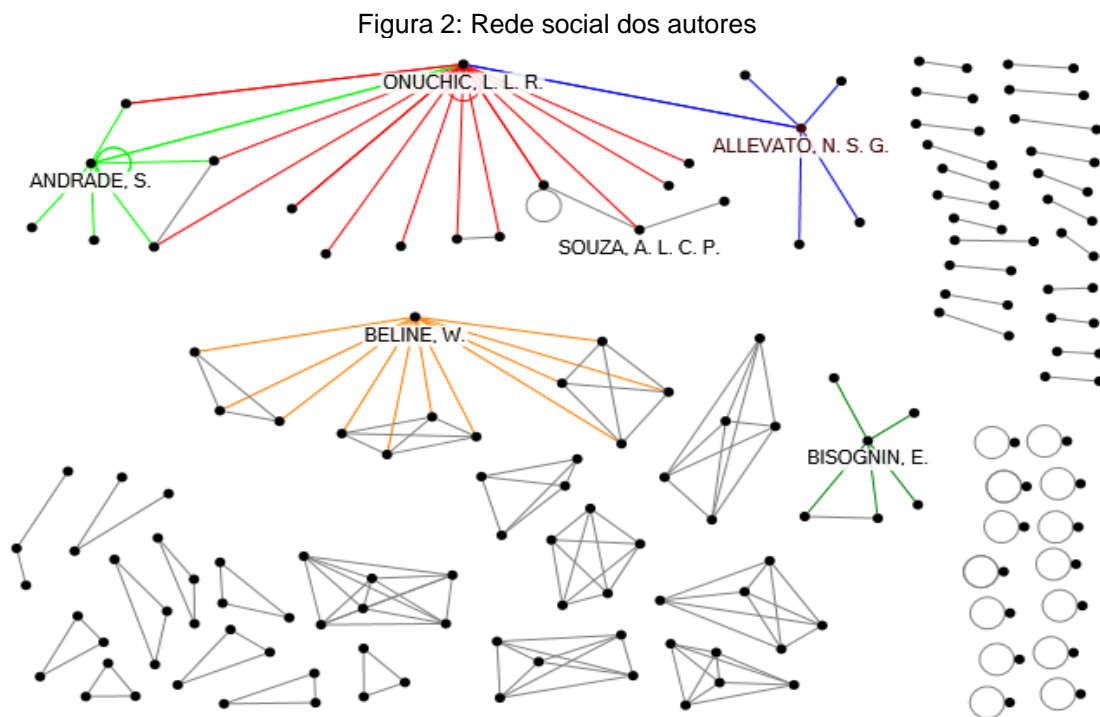 Figura 2: Rede social dos autores
ONUCHIC, L. L. R.
ALLEVATO, N. S. G.
ANDRADE, S.
SOUZA, A. L. C. P.
BELINE, W.
BISOGNIN, E.